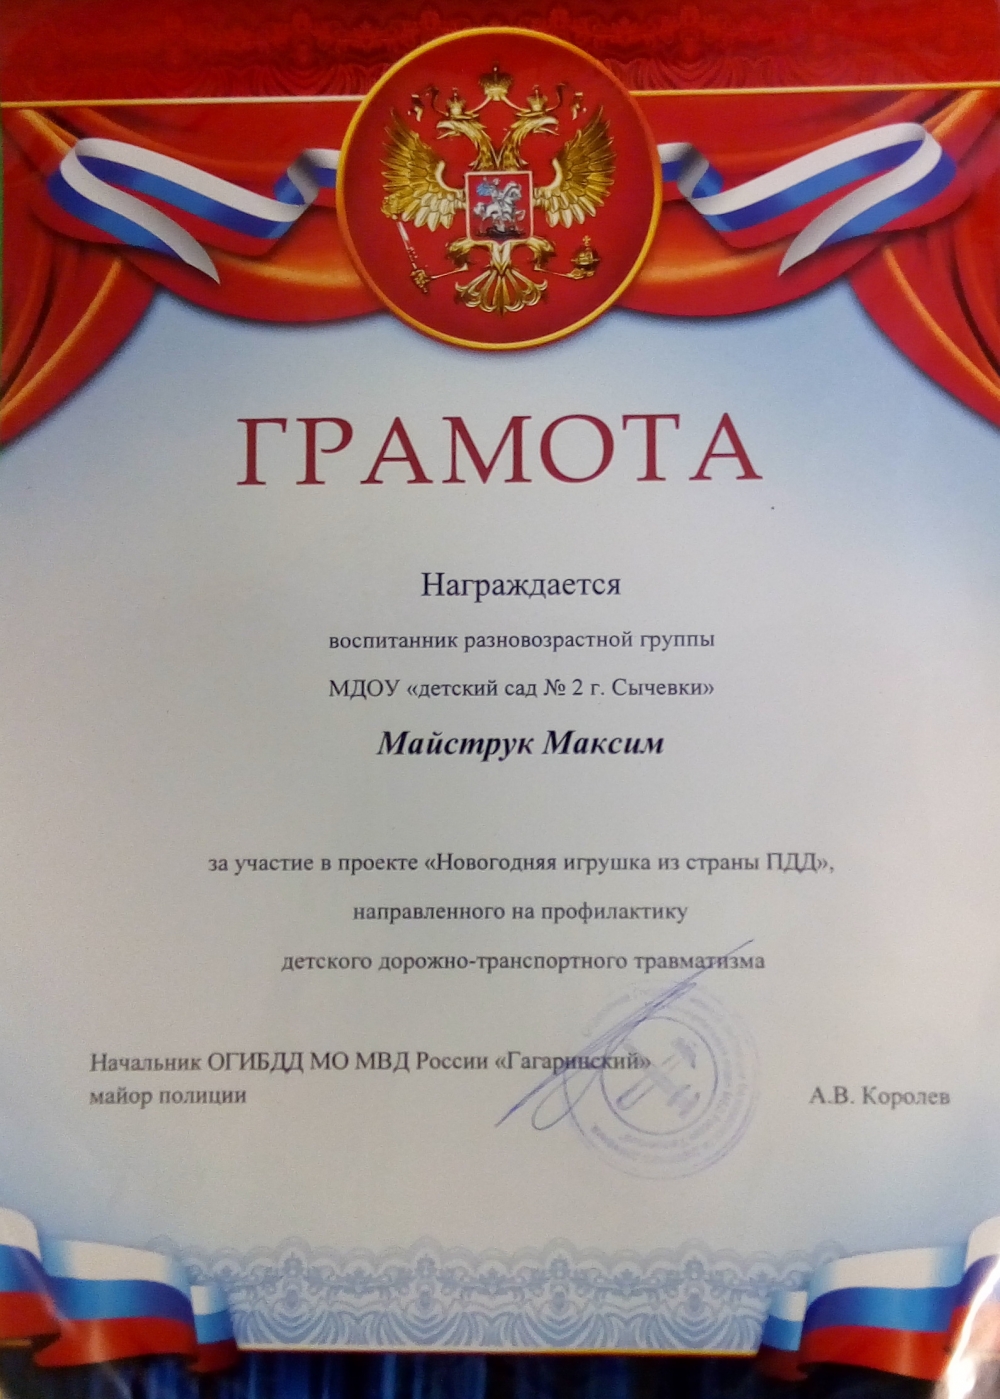 ГРАМОТА
Награждается
воспитанник разновозрастной группы
МДОУ «детский сад № 2 г. Сычевки»
Майструк Максим
за участие в проекте «Новогодняя игрушка из страны ПДД»,
направленного на профилактику
детского дорожно-транспортного травматизма
Начальник ОГИБДД МО МВД России «Гагаринский»
майор полиции
А.В. Королев